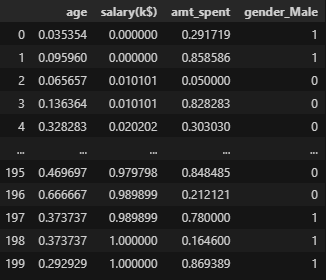 age salary(k$) amt_spent gender_Male
0 0.035354 0.000000 0.291719 1
1 0.095960 0.000000 0.858586 1
2 0.065657 0.010101 0.050000 0
3 0.136364 0.010101 0.828283 0
4 0.328283 0.020202 0.303030 0
... ... ... ... ...
195 0.469697 0.979798 0.848485 0
196 0.666667 0.989899 0.212121 0
197 0.373737 0.989899 0.780000 1
198 0.373737 1.000000 0.164600 1
199 0.292929 1.000000 0.869389 1